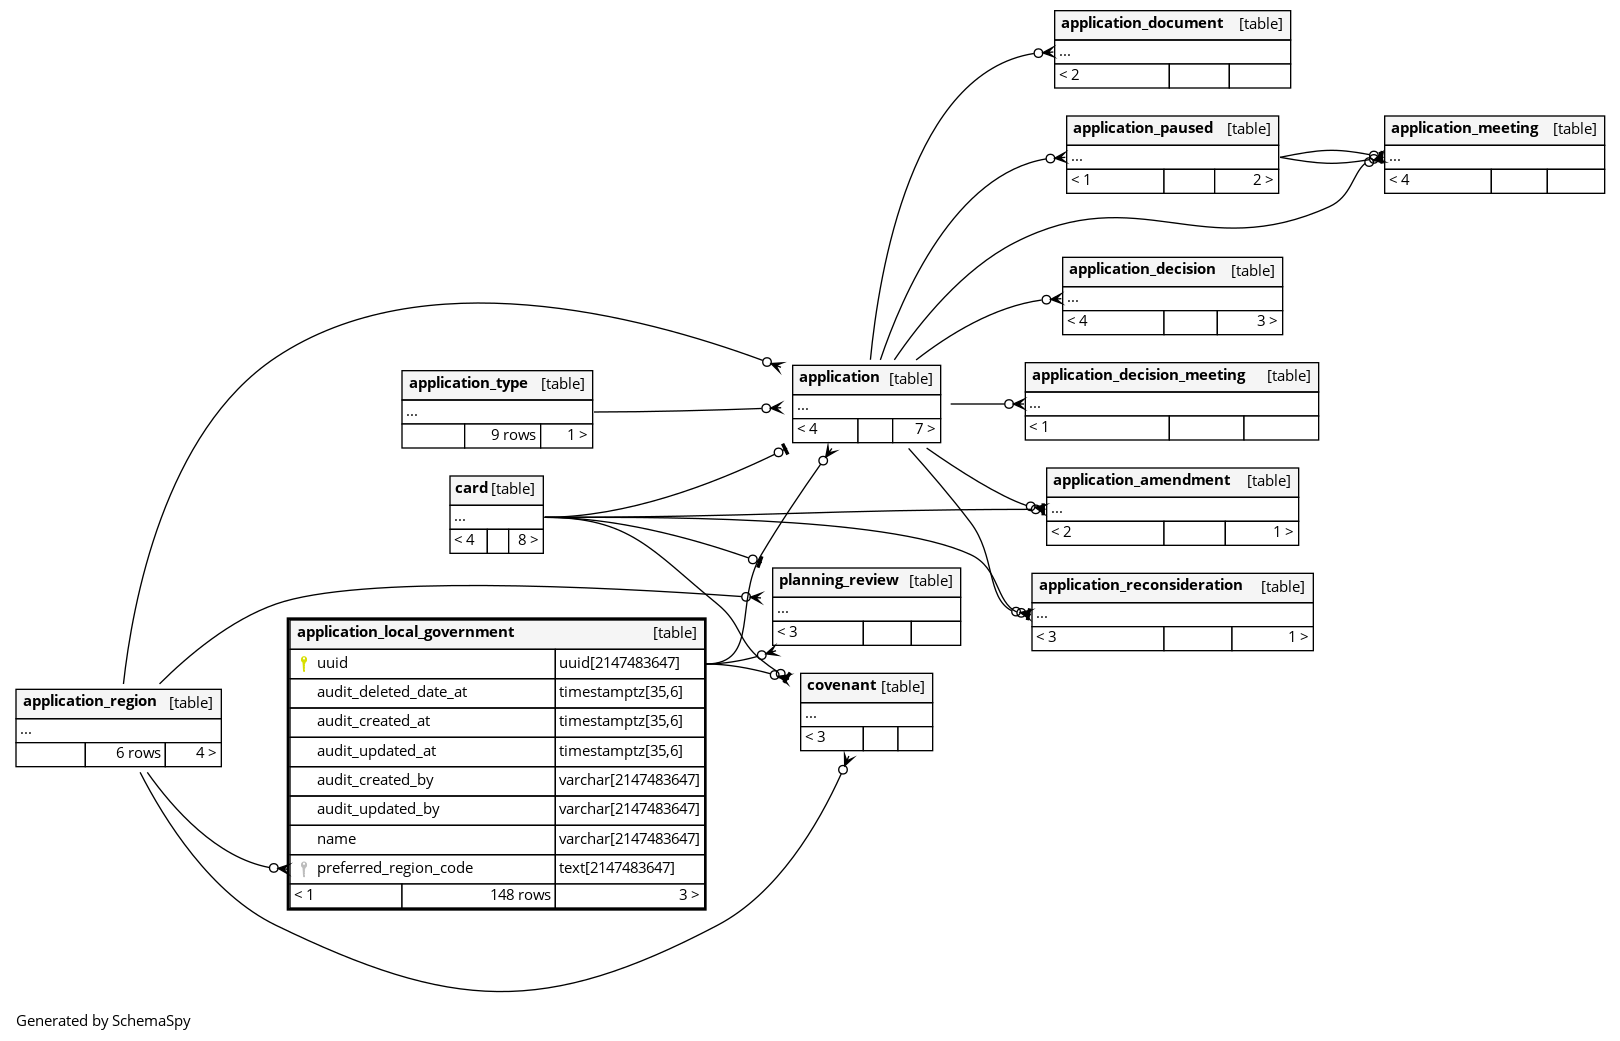 application_document [table]
...
< 2
application_paused [table]
...
< 1 2 >
application_meeting [table]
...
< 4
application_decision [table]
...
< 4 3 >
application_type [table]
...
9 rows 1 >
application [table]
...
< 4 7 >
application_decision_meeting [table]
...
< 1
card [table]
...
< 4 8 >
application_amendment [table]
...
< 2 1 >
planning_review [table]
...
< 3
application_reconsideration [table]
...
< 3 1 >
application_local_government [table]
uuid uuid[2147483647]
audit_deleted_date_at timestamptz[35,6]
audit_created_at timestamptz[35,6]
audit_updated_at timestamptz[35,6]
audit_created_by varchar[2147483647]
audit_updated_by varchar[2147483647]
name varchar[2147483647]
preferred_region_code text[2147483647]
< 1 148 rows 3 >
application_region [table]
...
6 rows 4 >
covenant [table]
...
< 3
Generated by SchemaSpy